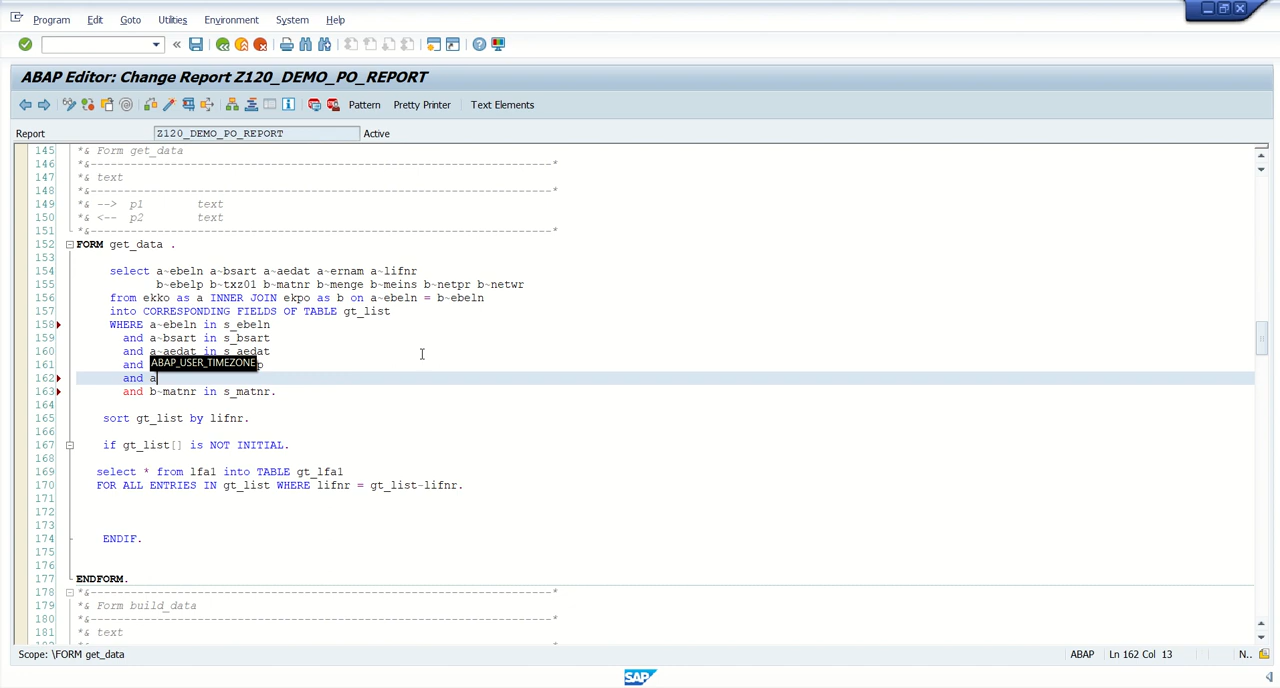 Program Edit Goto Utilities Environment System Help
ABAP Editor: Change Report Z120_DEMO_PO_REPORT
Pattern Pretty Printer Text Elements
Report Z120_DEMO_PO_REPORT Active
145 *& Form get_data
146 *&---------------------------------------------------------------------*
147 *& text
148 *&---------------------------------------------------------------------*
149 *& --> p1 text
150 *& <-- p2 text
151 *&---------------------------------------------------------------------*
152 FORM get_data .
153
154 select a~ebeln a~bsart a~aedat a~ernam a~lifnr
155 b~ebelp b~txz01 b~matnr b~menge b~meins b~netpr b~netwr
156 from ekko as a INNER JOIN ekpo as b on a~ebeln = b~ebeln
157 into CORRESPONDING FIELDS OF TABLE gt_list
158 WHERE a~ebeln in s_ebeln
159 and a~bsart in s_bsart
160 and a~aedat in s_aedat
161 and ABAP_USER_TIMEZONE
162 and a
163 and b~matnr in s_matnr.
164
165 sort gt_list by lifnr.
166
167 if gt_list[] is NOT INITIAL.
168
169 select * from lfa1 into TABLE gt_lfa1
170 FOR ALL ENTRIES IN gt_list WHERE lifnr = gt_list-lifnr.
171
172
173
174 ENDIF.
175
176
177 ENDFORM.
178 *&---------------------------------------------------------------------*
179 *& Form build_data
180 *&---------------------------------------------------------------------*
181 *& text
Scope: \FORM get_data ABAP Ln 162 Col 13 N..
SAP